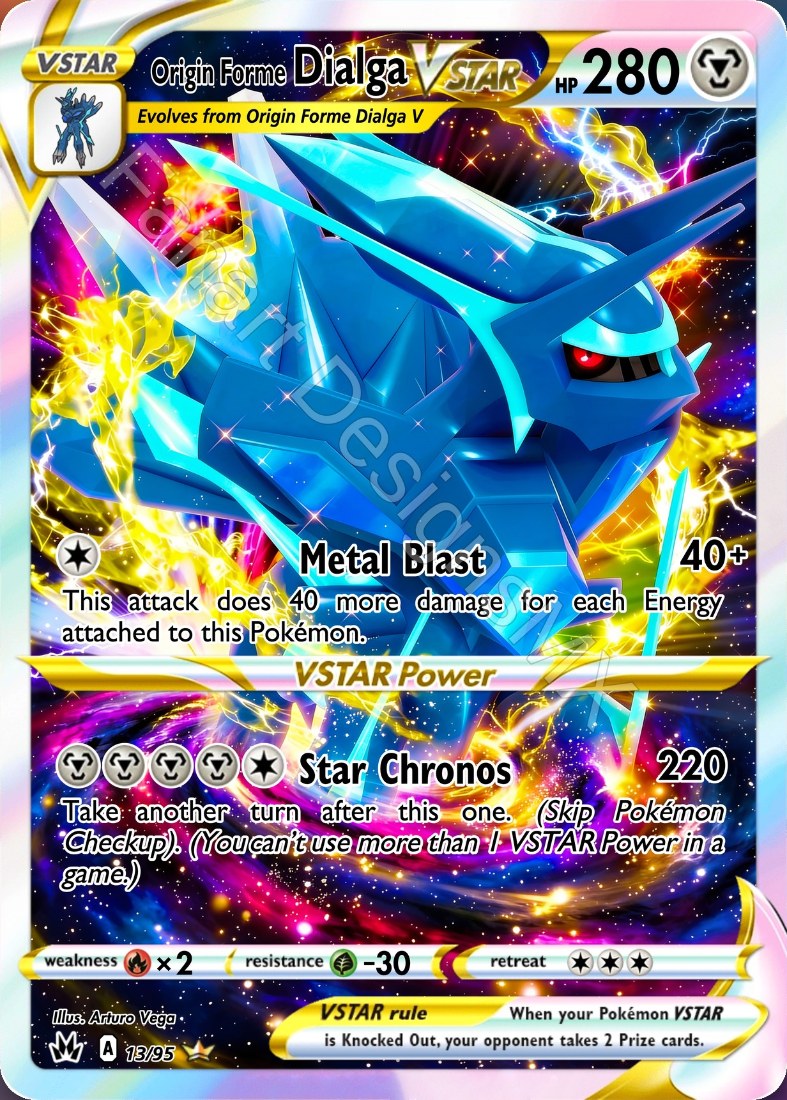 VSTAR
Origin Forme Dialga VSTAR
HP 280
Evolves from Origin Forme Dialga V
Fanart DesignsMX
Metal Blast 40+
This attack does 40 more damage for each Energy
attached to this Pokémon.
VSTAR Power
Star Chronos 220
Take another turn after this one. (Skip Pokémon
Checkup). (You can't use more than 1 VSTAR Power in a
game.)
weakness ×2 resistance -30 retreat
Illus. Arturo Vega
A 13/95
VSTAR rule When your Pokémon VSTAR
is Knocked Out, your opponent takes 2 Prize cards.